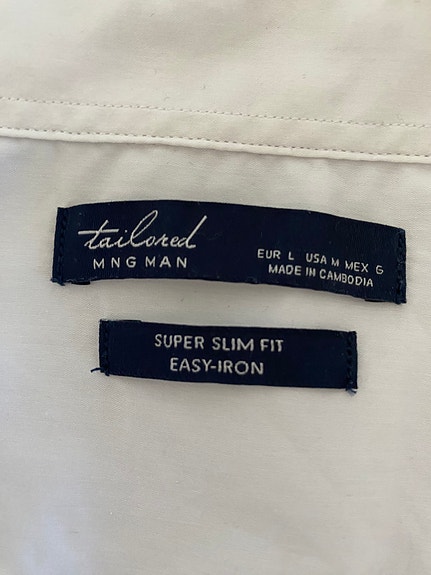 tailored
MNG MAN
EUR L USA M MEX G
MADE IN CAMBODIA
SUPER SLIM FIT
EASY-IRON